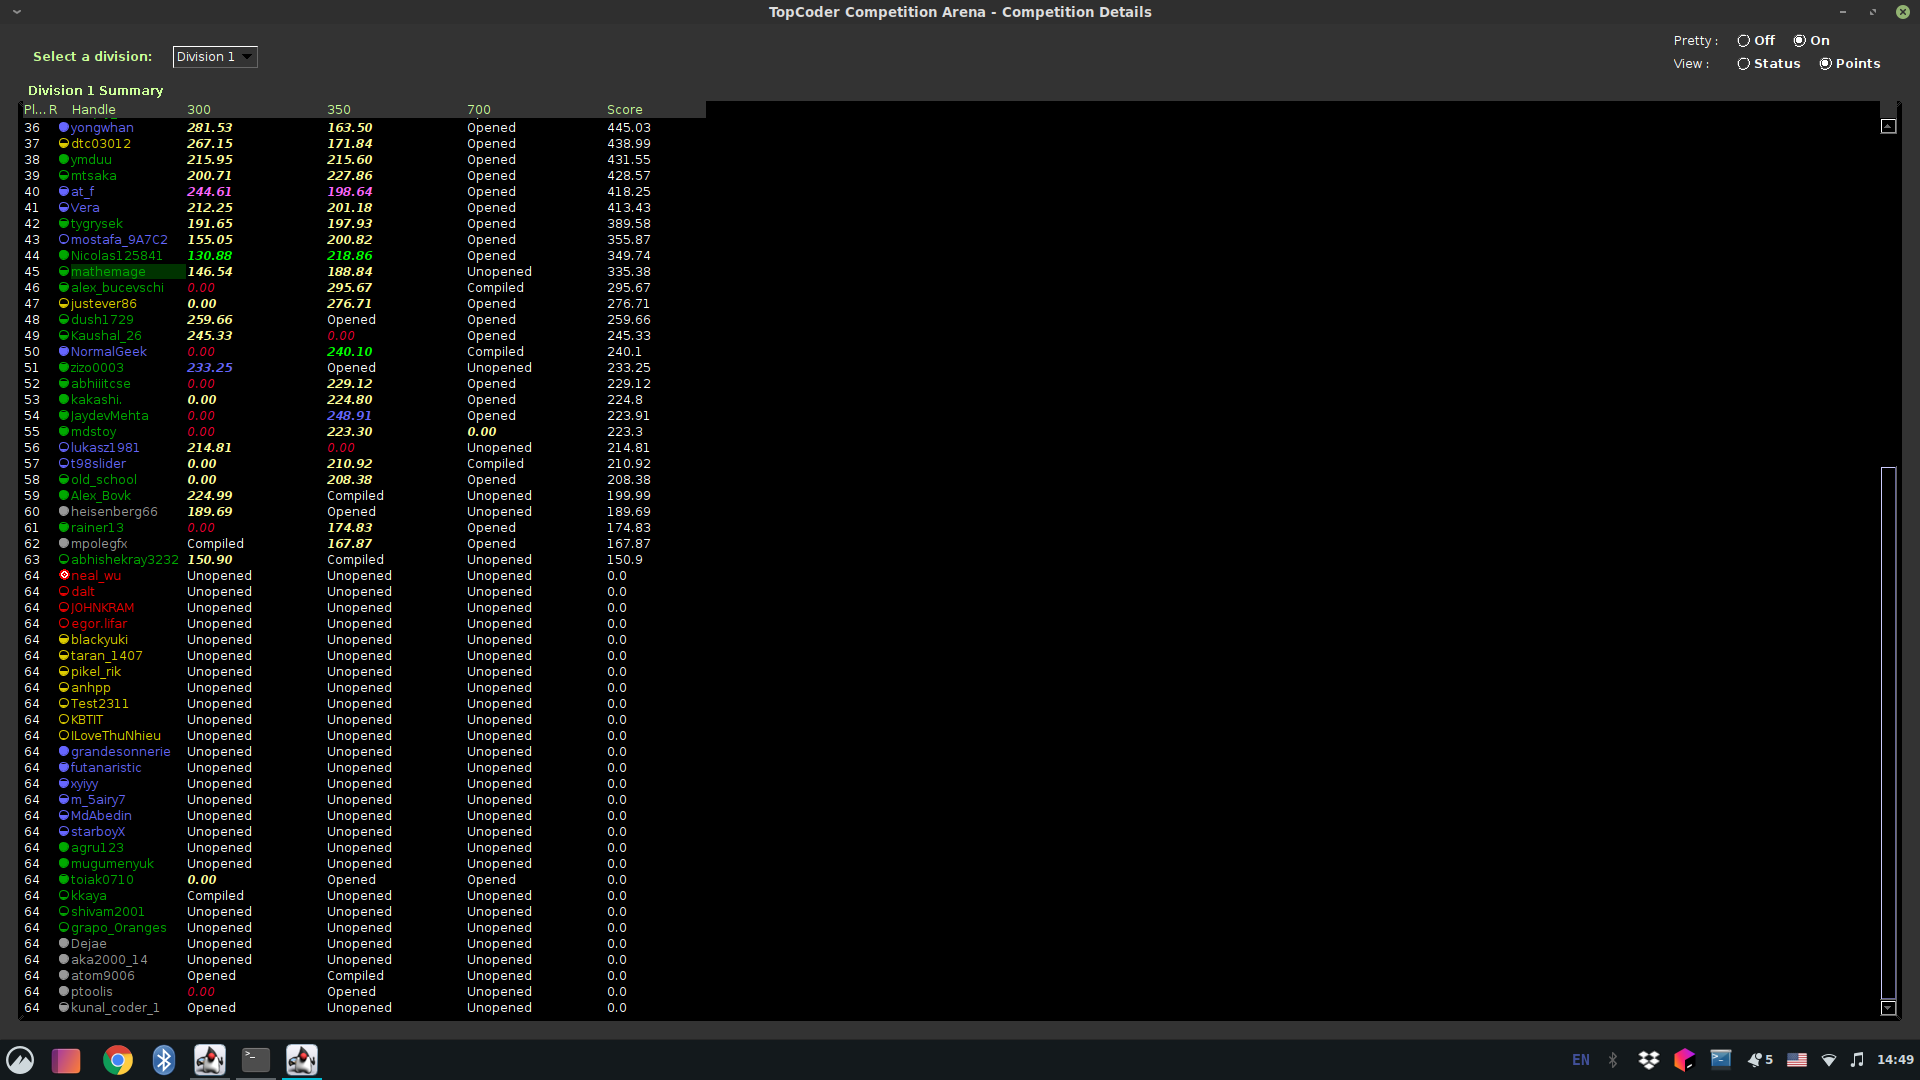 TopCoder Competition Arena - Competition Details
Pretty : Off On
Select a division: Division 1
View : Status Points
Division 1 Summary
Pl... R Handle 300 350 700 Score
36 yongwhan 281.53 163.50 Opened 445.03
37 dtc03012 267.15 171.84 Opened 438.99
38 ymduu 215.95 215.60 Opened 431.55
39 mtsaka 200.71 227.86 Opened 428.57
40 at_f 244.61 198.64 Opened 418.25
41 Vera 212.25 201.18 Opened 413.43
42 tygrysek 191.65 197.93 Opened 389.58
43 mostafa_9A7C2 155.05 200.82 Opened 355.87
44 Nicolas125841 130.88 218.86 Opened 349.74
45 mathemage 146.54 188.84 Unopened 335.38
46 alex_bucevschi 0.00 295.67 Compiled 295.67
47 justever86 0.00 276.71 Opened 276.71
48 dush1729 259.66 Opened Opened 259.66
49 Kaushal_26 245.33 0.00 Opened 245.33
50 NormalGeek 0.00 240.10 Compiled 240.1
51 zizo0003 233.25 Opened Unopened 233.25
52 abhiiitcse 0.00 229.12 Opened 229.12
53 kakashi. 0.00 224.80 Opened 224.8
54 JaydevMehta 0.00 248.91 Opened 223.91
55 mdstoy 0.00 223.30 0.00 223.3
56 lukasz1981 214.81 0.00 Unopened 214.81
57 t98slider 0.00 210.92 Compiled 210.92
58 old_school 0.00 208.38 Opened 208.38
59 Alex_Bovk 224.99 Compiled Unopened 199.99
60 heisenberg66 189.69 Opened Unopened 189.69
61 rainer13 0.00 174.83 Opened 174.83
62 mpolegfx Compiled 167.87 Opened 167.87
63 abhishekray3232 150.90 Compiled Unopened 150.9
64 neal_wu Unopened Unopened Unopened 0.0
64 dalt Unopened Unopened Unopened 0.0
64 J0HNKRAM Unopened Unopened Unopened 0.0
64 egor.lifar Unopened Unopened Unopened 0.0
64 blackyuki Unopened Unopened Unopened 0.0
64 taran_1407 Unopened Unopened Unopened 0.0
64 pikel_rik Unopened Unopened Unopened 0.0
64 anhpp Unopened Unopened Unopened 0.0
64 Test2311 Unopened Unopened Unopened 0.0
64 KBTIT Unopened Unopened Unopened 0.0
64 ILoveThuNhieu Unopened Unopened Unopened 0.0
64 grandesonnerie Unopened Unopened Unopened 0.0
64 futanaristic Unopened Unopened Unopened 0.0
64 xyiyy Unopened Unopened Unopened 0.0
64 m_5airy7 Unopened Unopened Unopened 0.0
64 MdAbedin Unopened Unopened Unopened 0.0
64 starboyX Unopened Unopened Unopened 0.0
64 agru123 Unopened Unopened Unopened 0.0
64 mugumenyuk Unopened Unopened Unopened 0.0
64 toiak0710 0.00 Opened Opened 0.0
64 kkaya Compiled Unopened Unopened 0.0
64 shivam2001 Unopened Unopened Unopened 0.0
64 grapo_Oranges Unopened Unopened Unopened 0.0
64 Dejae Unopened Unopened Unopened 0.0
64 aka2000_14 Unopened Unopened Unopened 0.0
64 atom9006 Opened Compiled Unopened 0.0
64 ptoolis 0.00 Opened Unopened 0.0
64 kunal_coder_1 Opened Unopened Unopened 0.0
EN 5 14:49